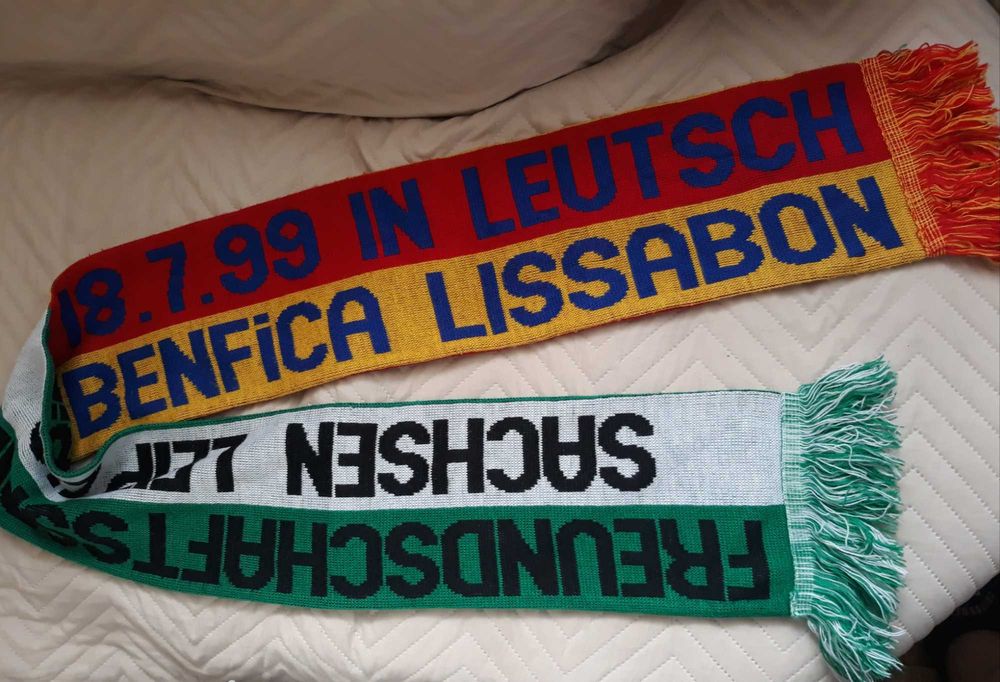 18.7.99 IN LEUTSCH
BENFiCA LISSABON
FREUNDSCHAFTSS
SACHSEN LEIP